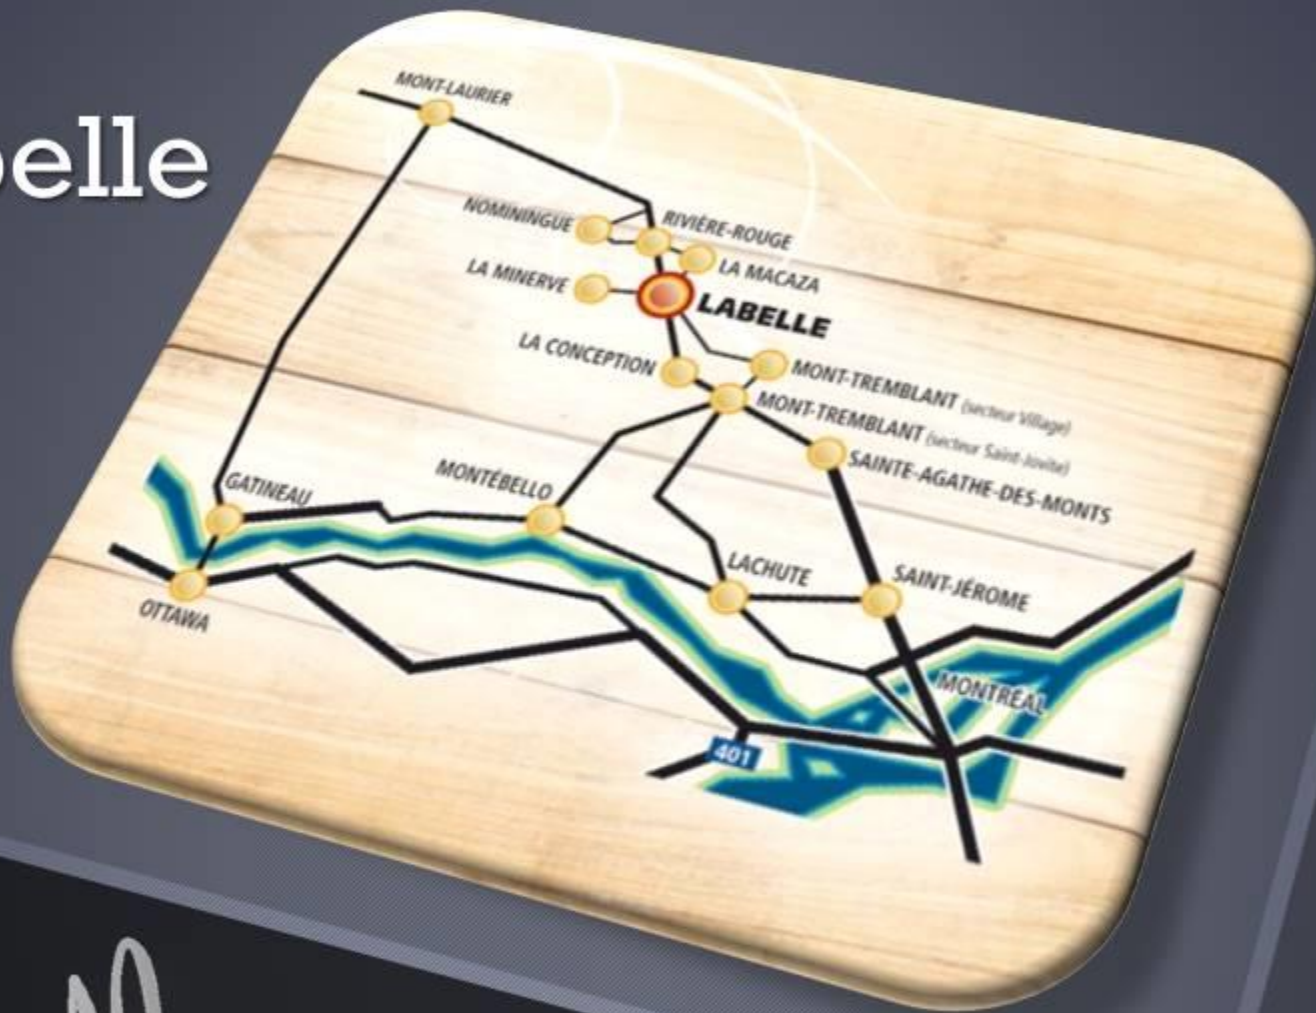 belle
MONT-LAURIER
NOMININGUE
RIVIÈRE-ROUGE
LA MACAZA
LA MINERVE
LABELLE
LA CONCEPTION
MONT-TREMBLANT (secteur Village)
MONT-TREMBLANT (secteur Saint-Jovite)
SAINTE-AGATHE-DES-MONTS
MONTÉBELLO
GATINEAU
LACHUTE
SAINT-JÉROME
OTTAWA
MONTRÉAL
401